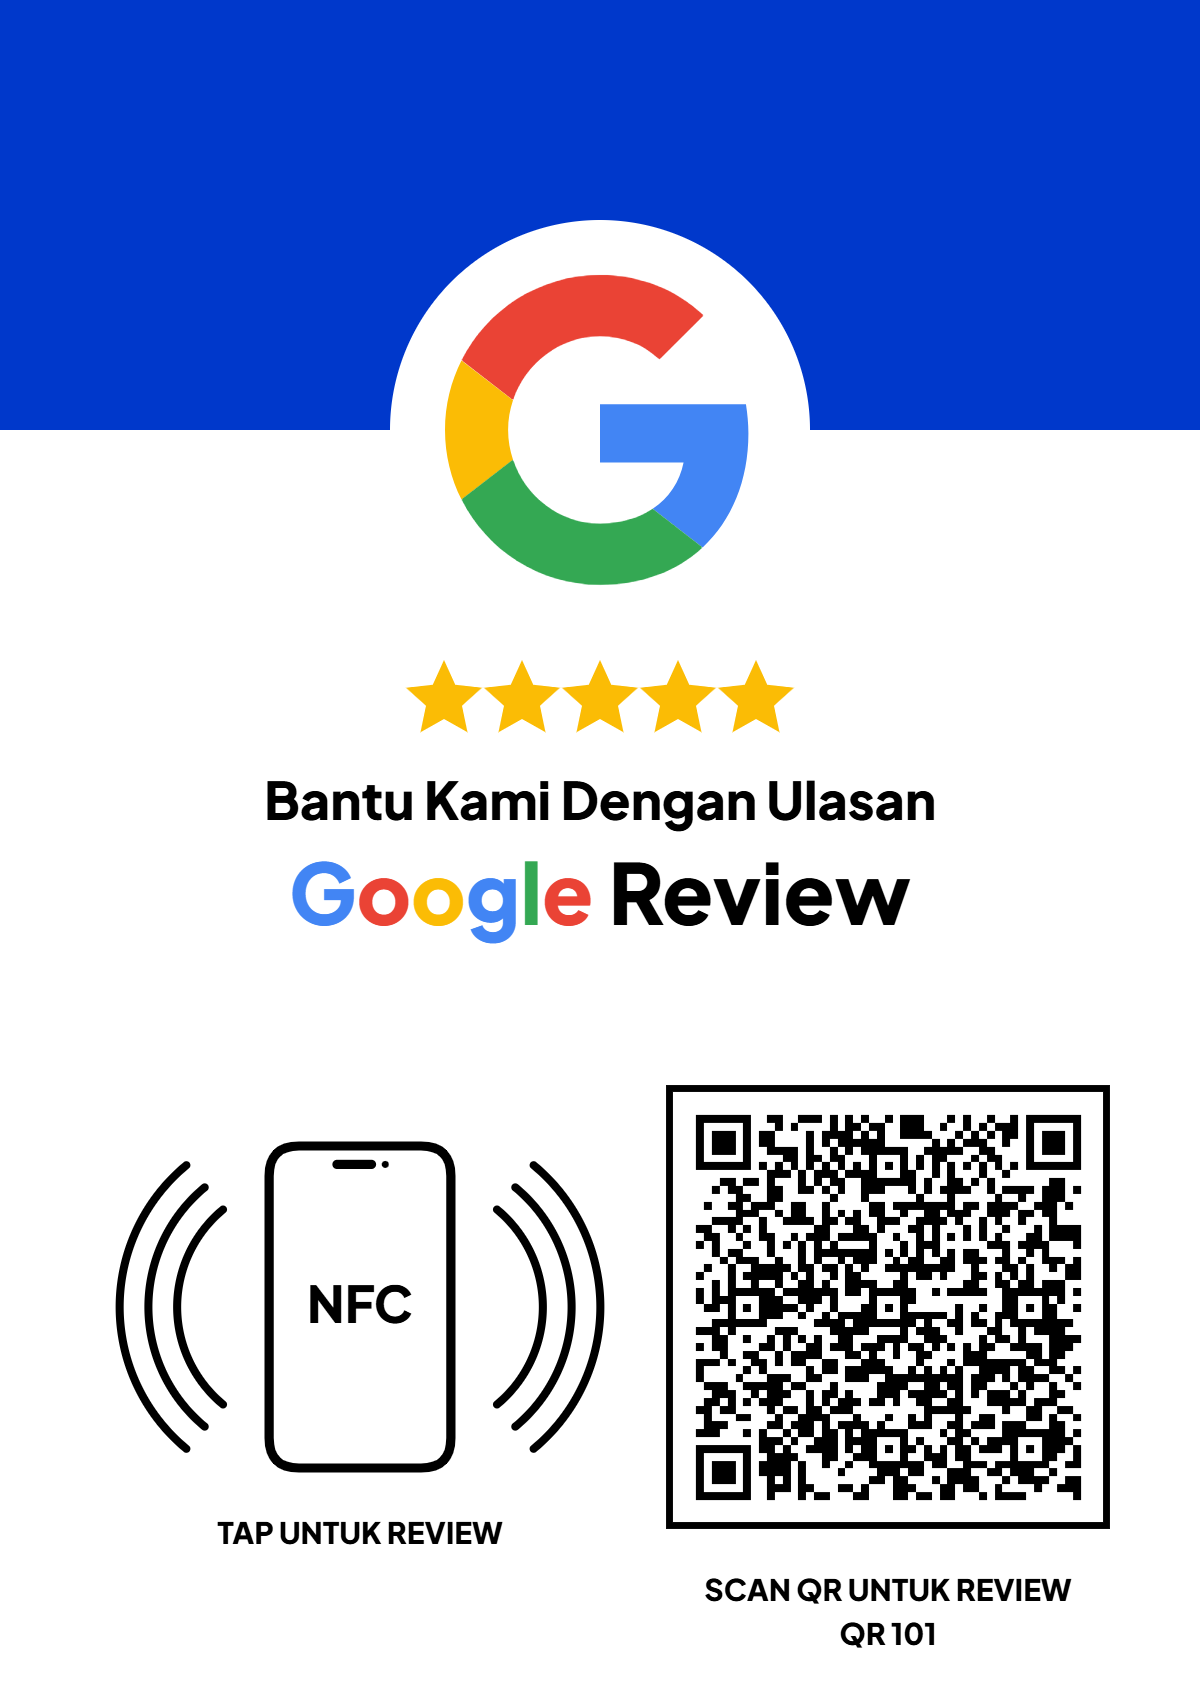 Bantu Kami Dengan Ulasan
Google Review
NFC
TAP UNTUK REVIEW
SCAN QR UNTUK REVIEW
QR 101